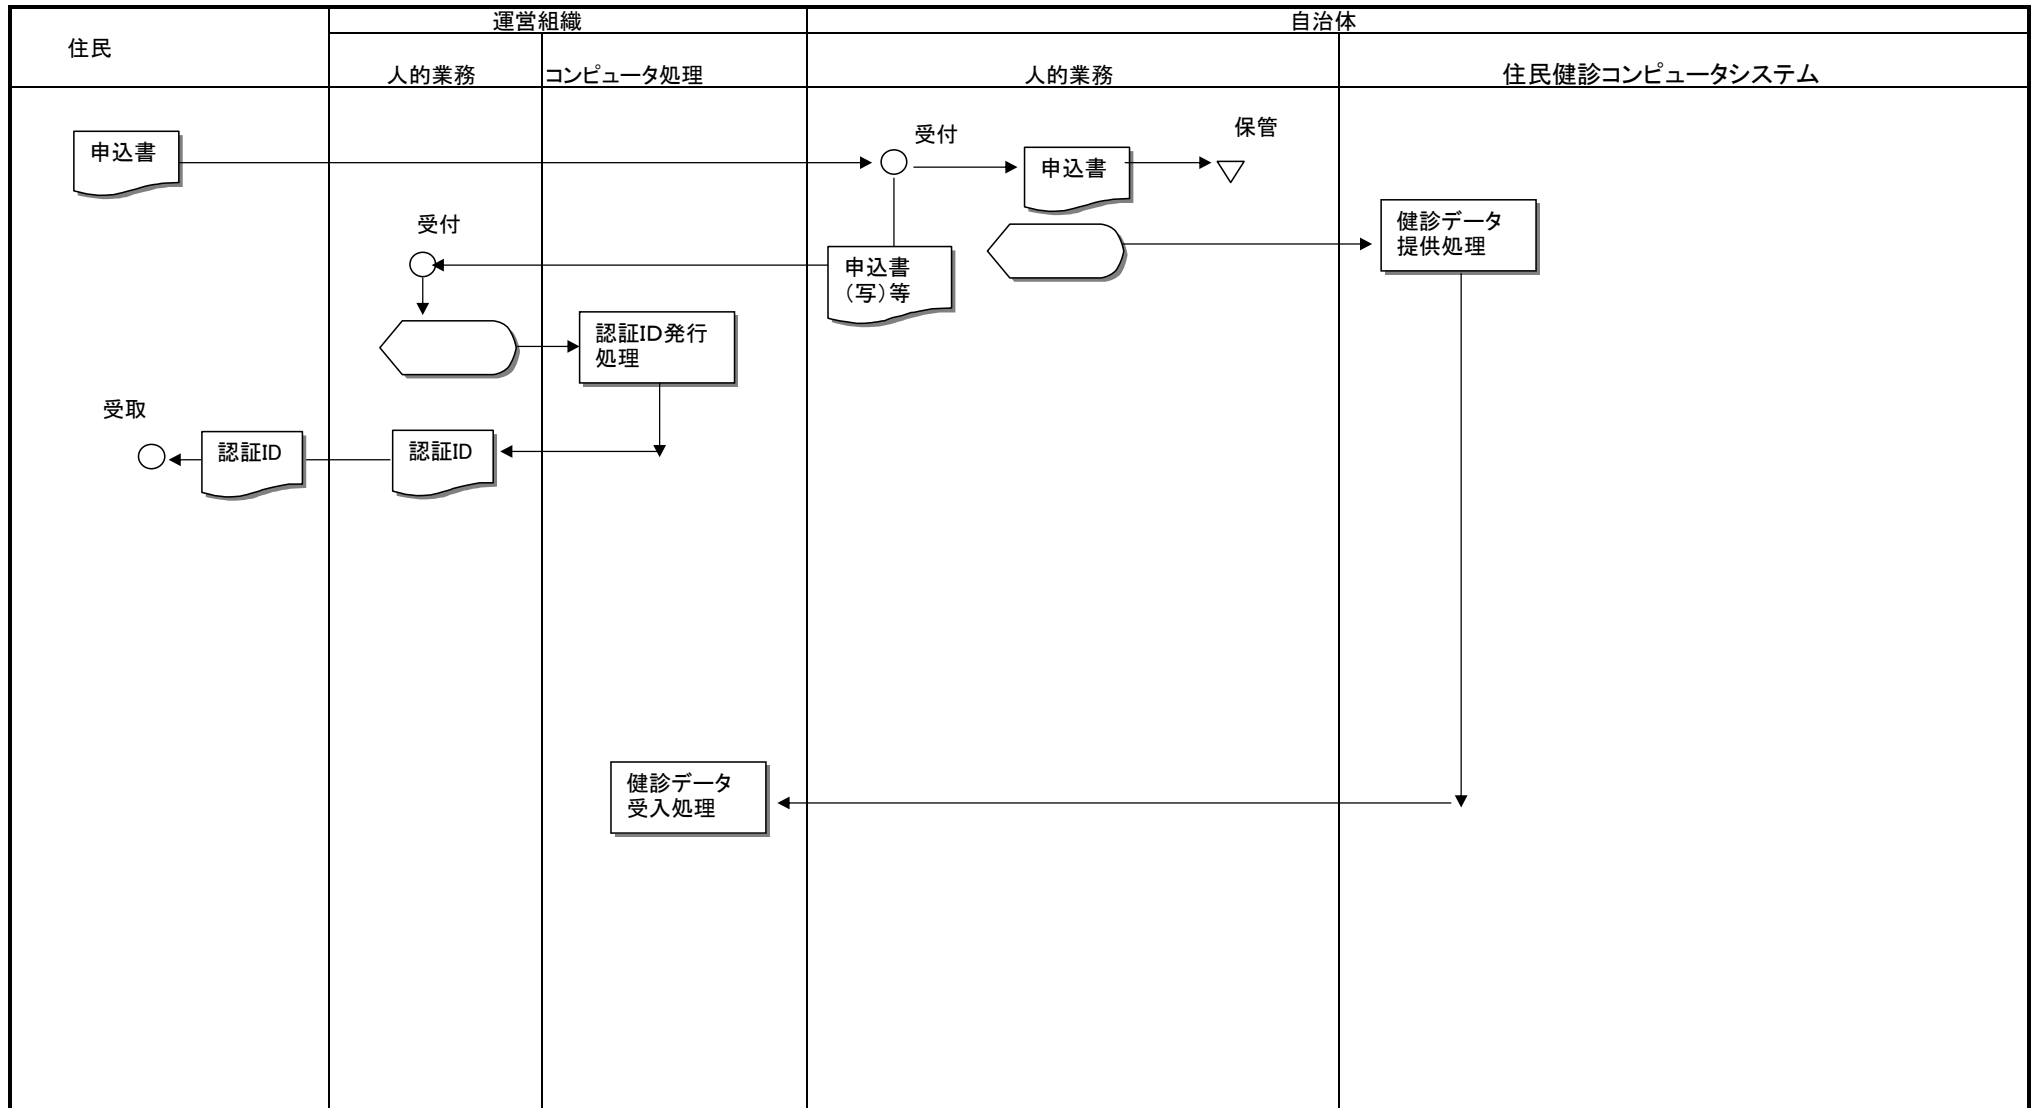 住民
運営組織
自治体
人的業務
コンピュータ処理
人的業務
住民健診コンピュータシステム
申込書
受付
申込書
保管
受付
申込書
（写）等
健診データ
提供処理
認証ID発行
処理
受取
認証ID
認証ID
健診データ
受入処理